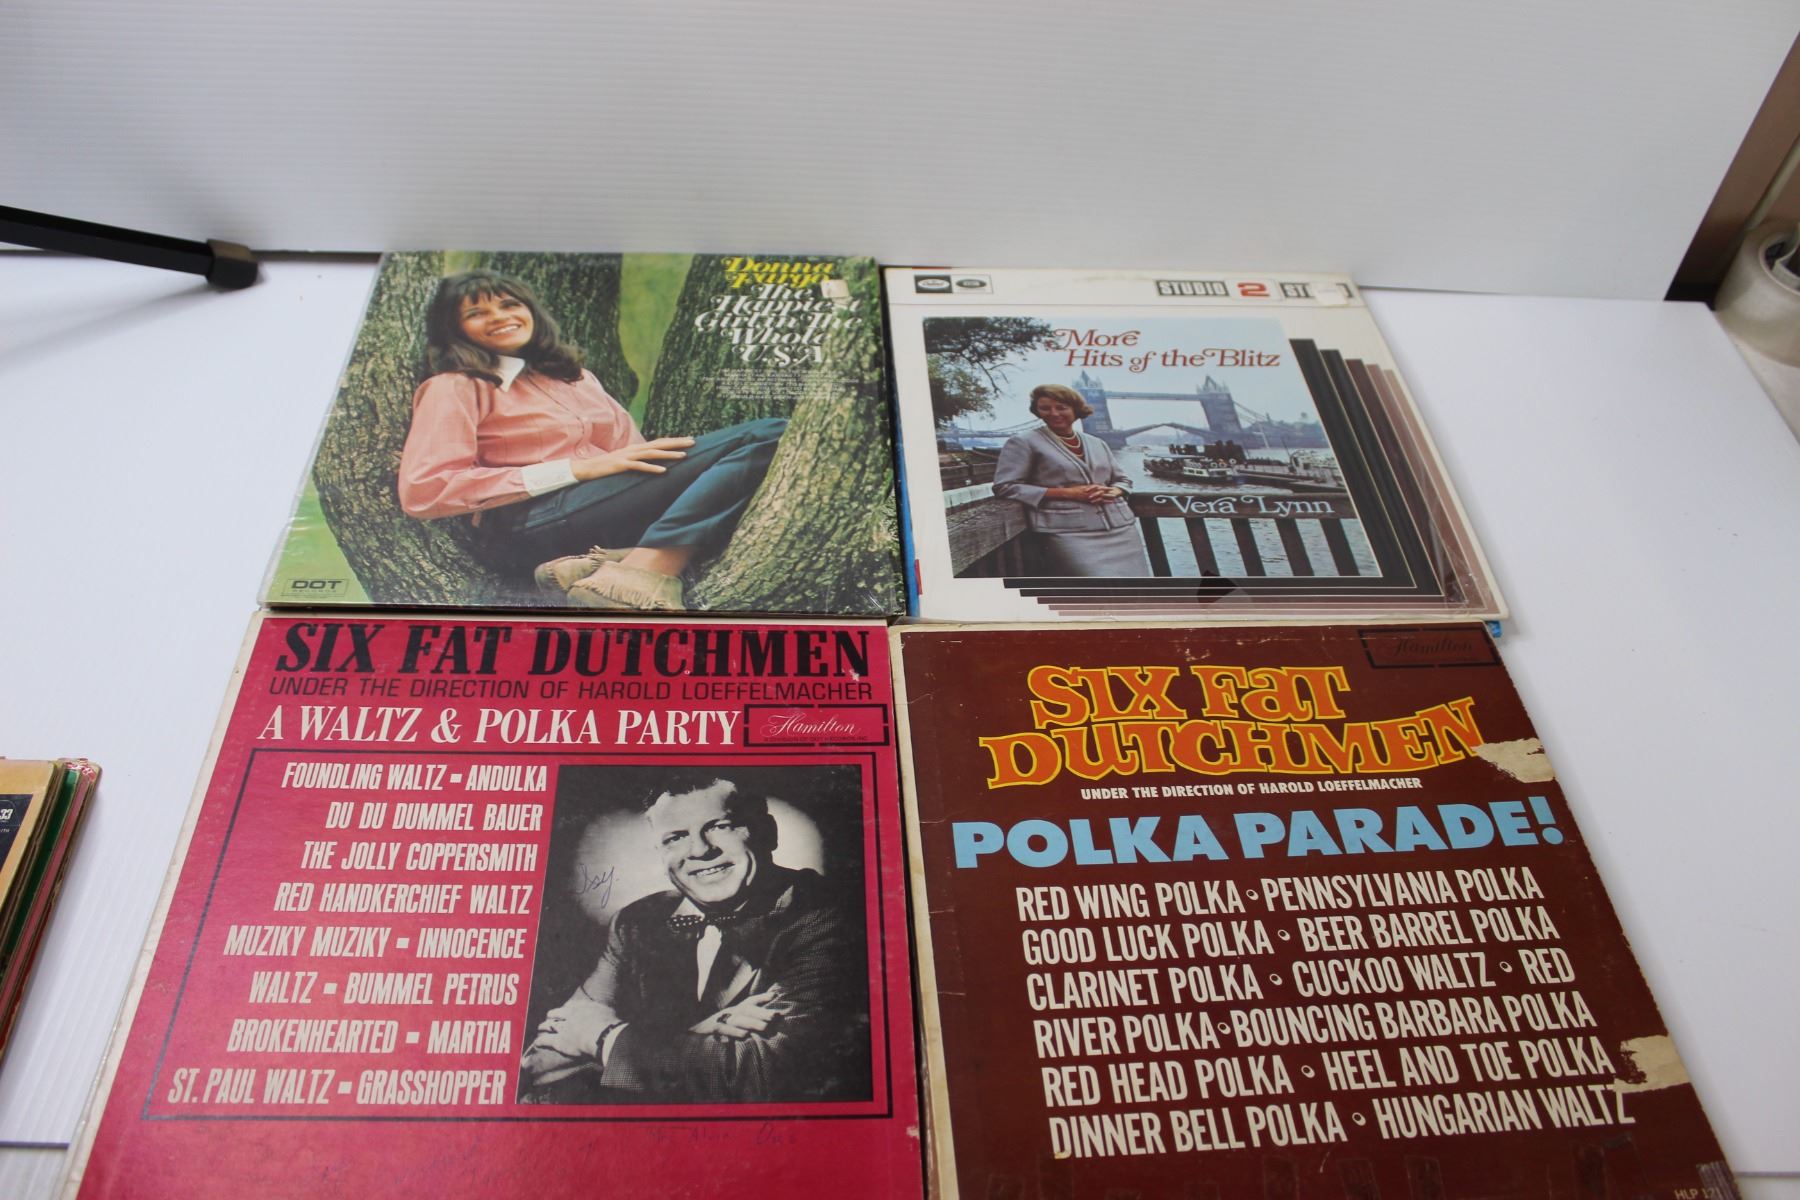 Donna
Fargo
The
Happiest
Girl in the
Whole
U.S.A.
DOT
RECORDS
STUDIO 2
More
Hits of the Blitz
Vera Lynn
SIX FAT DUTCHMEN
UNDER THE DIRECTION OF HAROLD LOEFFELMACHER
A WALTZ & POLKA PARTY
Hamilton
FOUNDLING WALTZ ▪ ANDULKA
DU DU DUMMEL BAUER
THE JOLLY COPPERSMITH
RED HANDKERCHIEF WALTZ
MUZIKY MUZIKY ▪ INNOCENCE
WALTZ ▪ BUMMEL PETRUS
BROKENHEARTED ▪ MARTHA
ST. PAUL WALTZ ▪ GRASSHOPPER
Hamilton
SIX FAT
DUTCHMEN
UNDER THE DIRECTION OF HAROLD LOEFFELMACHER
POLKA PARADE!
RED WING POLKA • PENNSYLVANIA POLKA
GOOD LUCK POLKA • BEER BARREL POLKA
CLARINET POLKA • CUCKOO WALTZ • RED
RIVER POLKA • BOUNCING BARBARA POLKA
RED HEAD POLKA • HEEL AND TOE POLKA
DINNER BELL POLKA • HUNGARIAN WALTZ
HLP 121
33